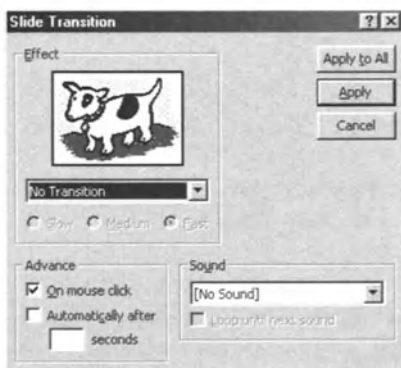 Slide Transition
Effect
Apply to All
Apply
Cancel
No Transition
Slow Medium Fast
Advance
On mouse click
Automatically after
seconds
Sound
[No Sound]
Loop until next sound